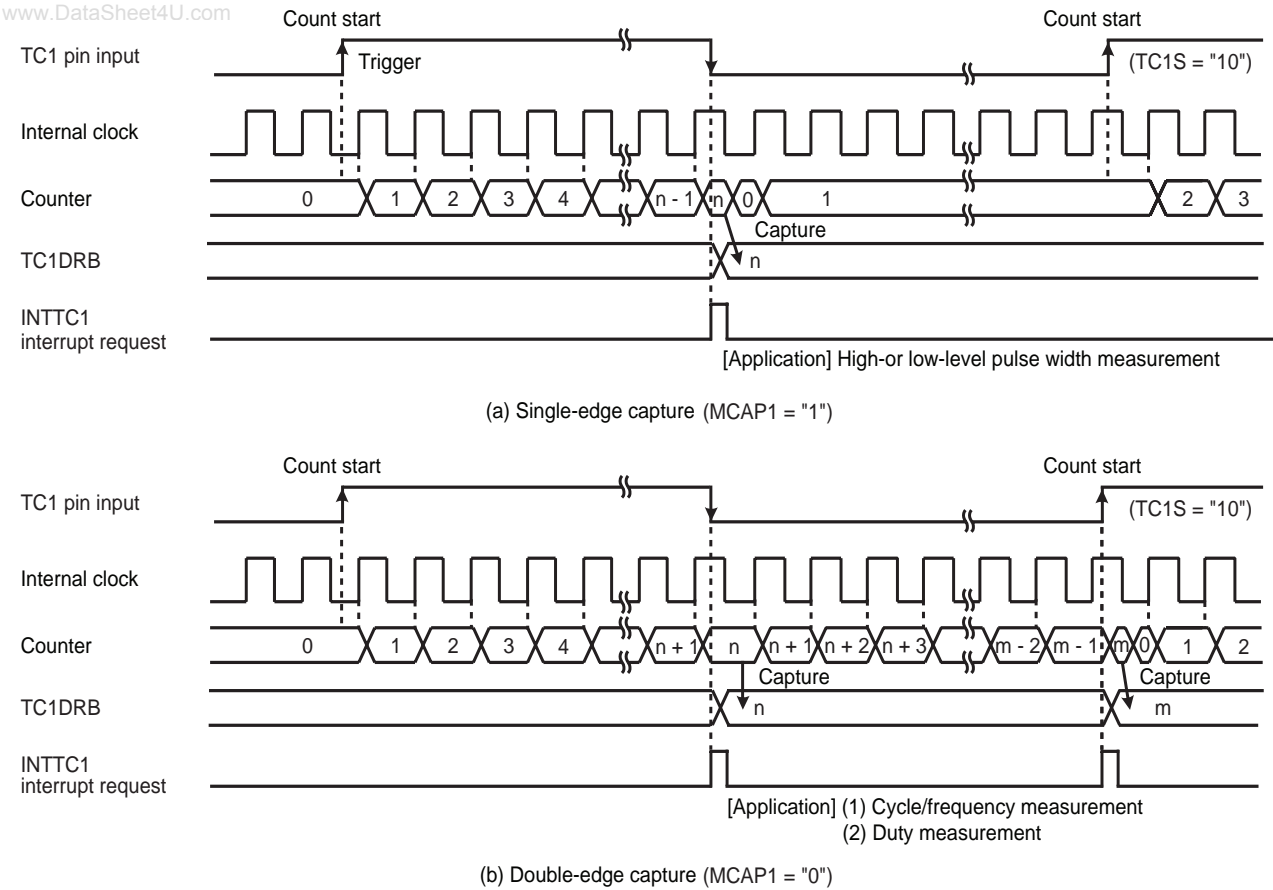 www.DataSheet4U.com
Count start
Count start
TC1 pin input
Trigger
(TC1S = "10")
Internal clock
Counter
0 1 2 3 4 n - 1 n 0 1 2 3
Capture
TC1DRB
n
INTTC1
interrupt request
[Application] High-or low-level pulse width measurement
(a) Single-edge capture (MCAP1 = "1")
Count start
Count start
TC1 pin input
(TC1S = "10")
Internal clock
Counter
0 1 2 3 4 n + 1 n n + 1 n + 2 n + 3 m - 2 m - 1 m 0 1 2
Capture
Capture
TC1DRB
n
m
INTTC1
interrupt request
[Application] (1) Cycle/frequency measurement
(2) Duty measurement
(b) Double-edge capture (MCAP1 = "0")